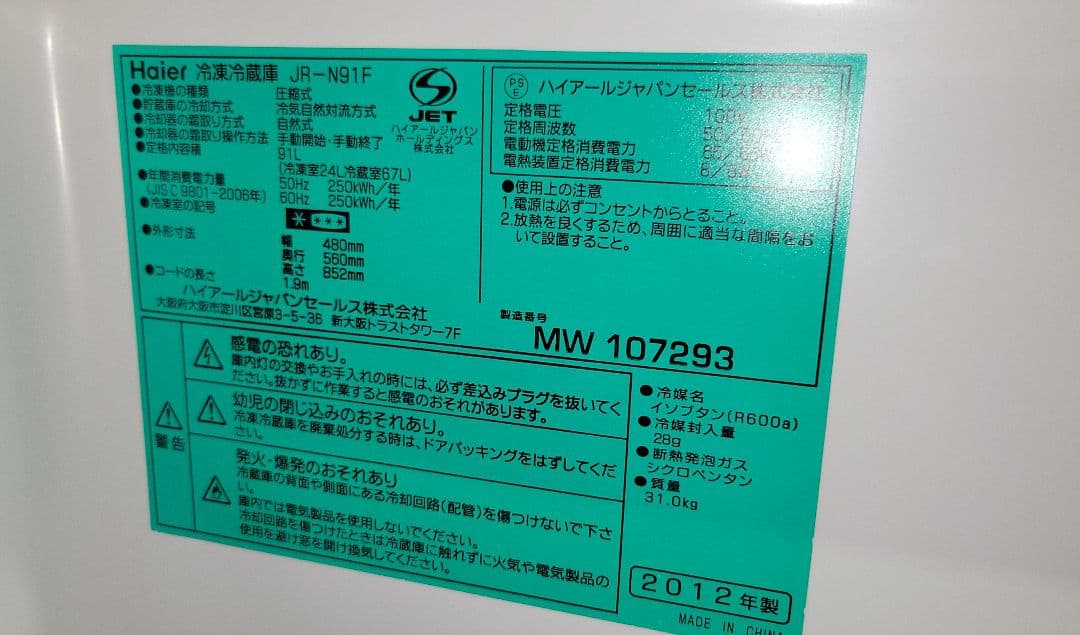 Haier 冷凍冷蔵庫 JR-N91F
●冷凍機の種類 圧縮式
●貯蔵庫の冷却方式 冷気自然対流方式
●冷却器の霜取り方式 自然式
●冷却器の霜取り操作方法 手動開始・手動終了
●定格内容積 91L
(冷凍室24L冷蔵室67L)
●年間消費電力量 50Hz 250kWh/年
(JIS C 9801-2006年) 60Hz 250kWh/年
●冷凍室の記号
●外形寸法 幅 480mm
奥行 560mm
高さ 852mm
●コードの長さ 1.9m
ハイアールジャパンセールス株式会社
大阪府大阪市淀川区宮原3-5-36 新大阪トラストタワー7F
JET
ハイアールジャパン
ホールディングス
株式会社
PS
E
ハイアールジャパンセールス株式会社
定格電圧 100V
定格周波数
電動機定格消費電力
電熱装置定格消費電力
●使用上の注意
1.電源は必ずコンセントからとること。
2.放熱を良くするため、周囲に適当な間隔をお
いて設置すること。
製造番号
MW 107293
警告
感電の恐れあり。
庫内灯の交換やお手入れの時には、必ず差込みプラグを抜いてく
ださい。抜かずに作業すると感電のおそれがあります。
幼児の閉じ込みのおそれあり。
冷凍冷蔵庫を廃棄処分する時は、ドアパッキングをはずしてくだ
さい。
発火・爆発のおそれあり
冷蔵庫の背面や側面にある冷却回路(配管)を傷つけないで下さ
い。
庫内では電気製品を使用しないでください。
冷却回路を傷つけたときは冷蔵庫に触れずに火気や電気製品の
使用を避け窓を開け換気してください。
●冷媒名
イソブタン(R600a)
●冷媒封入量
28g
●断熱発泡ガス
シクロペンタン
●質量
31.0kg
2012年製
MADE IN CHINA